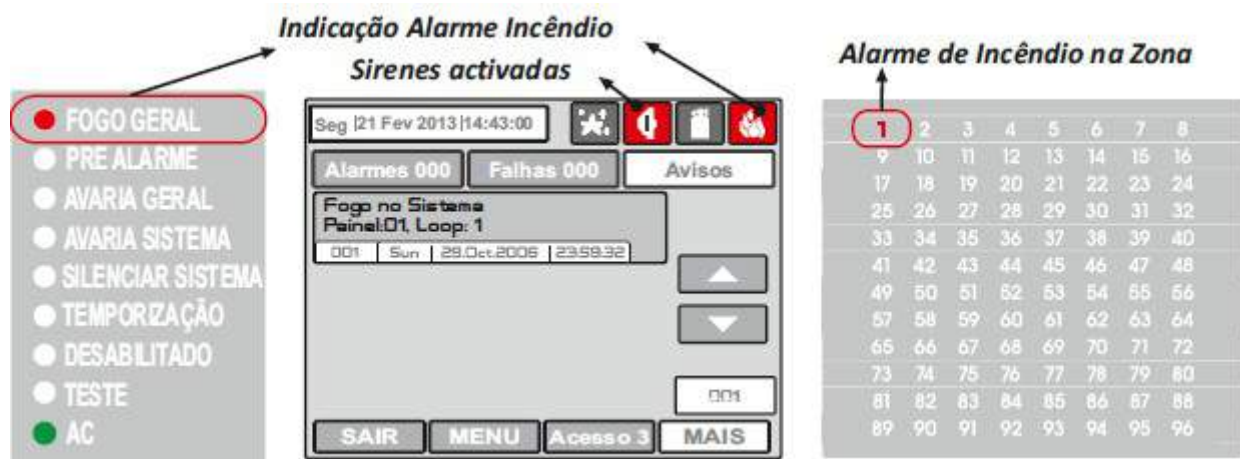 Indicação Alarme Incêndio
Sirenes activadas
Alarme de Incêndio na Zona
FOGO GERAL
PRE ALARME
AVARIA GERAL
AVARIA SISTEMA
SILENCIAR SISTEMA
TEMPORIZAÇÃO
DESABILITADO
TESTE
AC
Seg |21 Fev 2013|14:43:00
Alarmes 000 Falhas 000 Avisos
Fogo no Sistema
Painel:01, Loop: 1
001 Sun 29.Oct.2006 23.59.32
001
SAIR MENU Acesso 3 MAIS
1 2 3 4 5 6 7 8
9 10 11 12 13 14 15 16
17 18 19 20 21 22 23 24
25 26 27 28 29 30 31 32
33 34 35 36 37 38 39 40
41 42 43 44 45 46 47 48
49 50 51 52 53 54 55 56
57 58 59 60 61 62 63 64
65 66 67 68 69 70 71 72
73 74 75 76 77 78 79 80
81 82 83 84 85 86 87 88
89 90 91 92 93 94 95 96